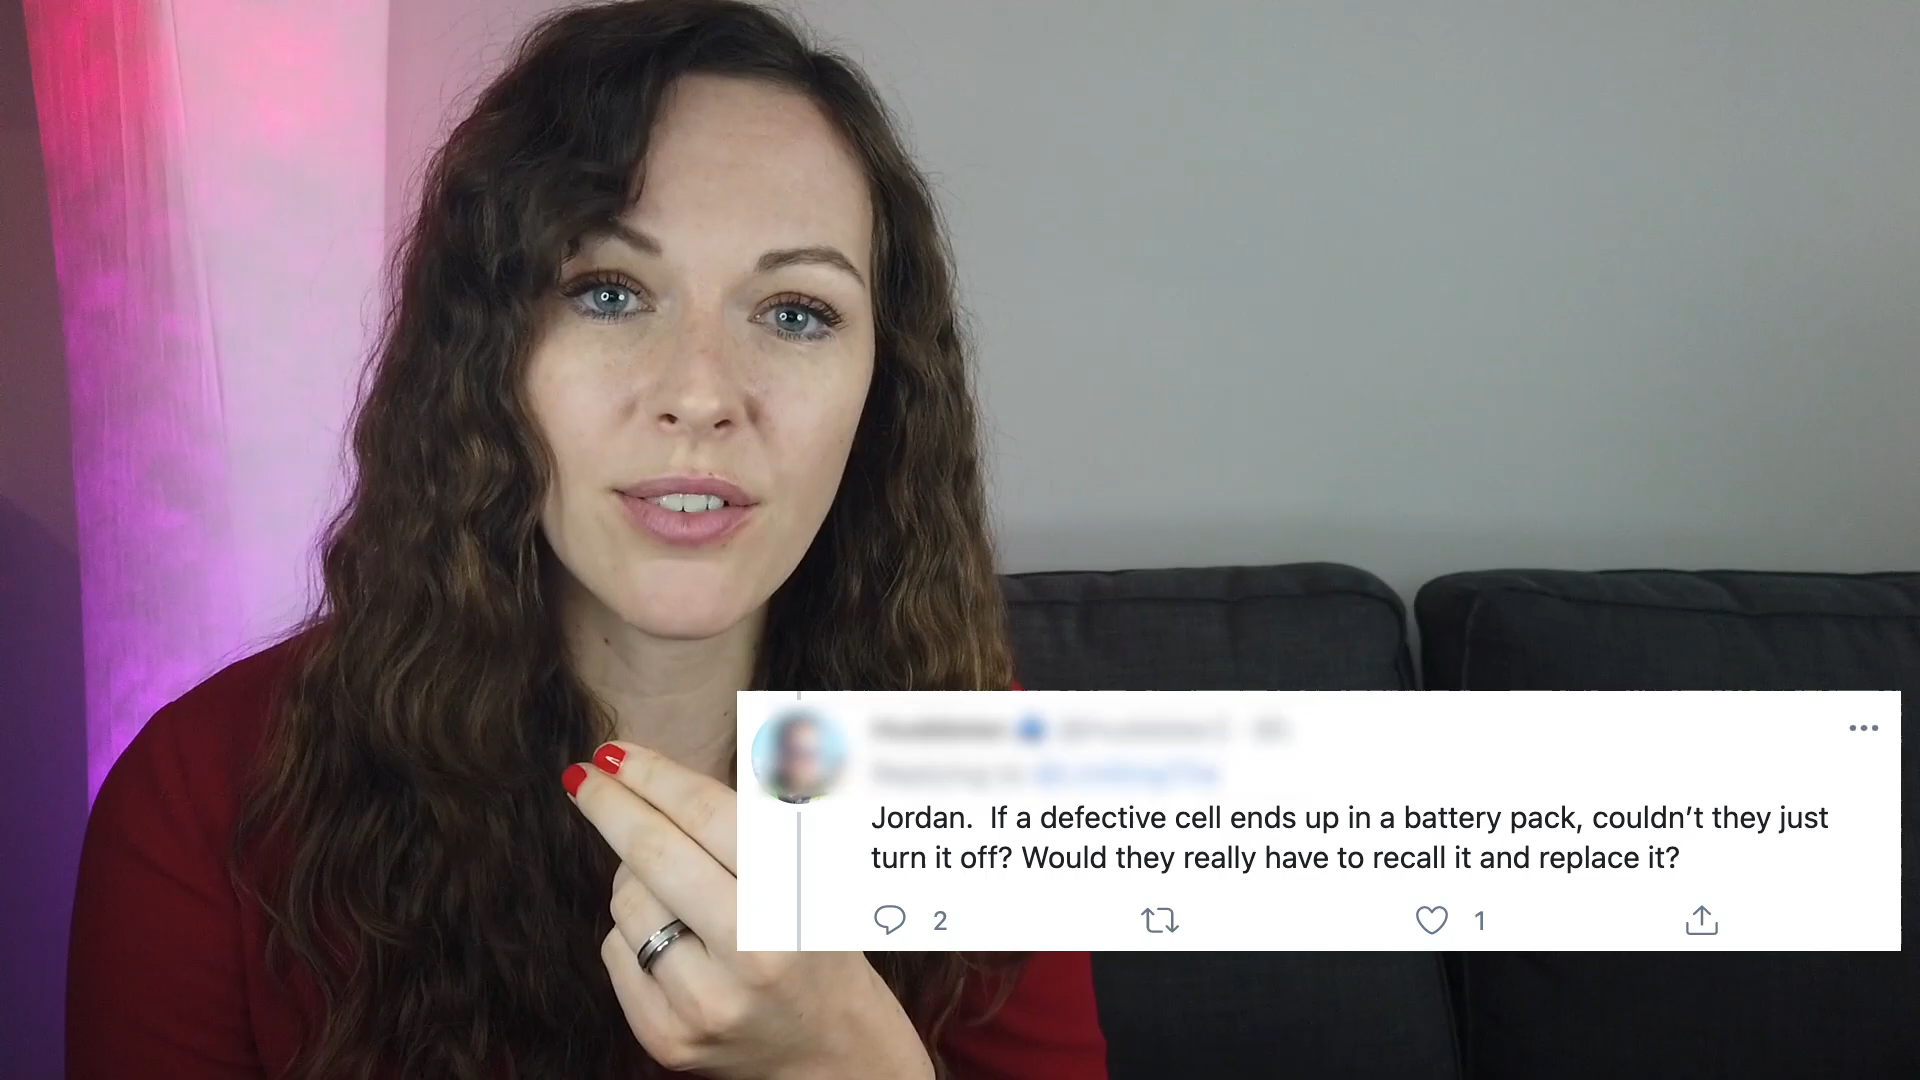 Jordan.  If a defective cell ends up in a battery pack, couldn’t they just
turn it off? Would they really have to recall it and replace it?
2 1